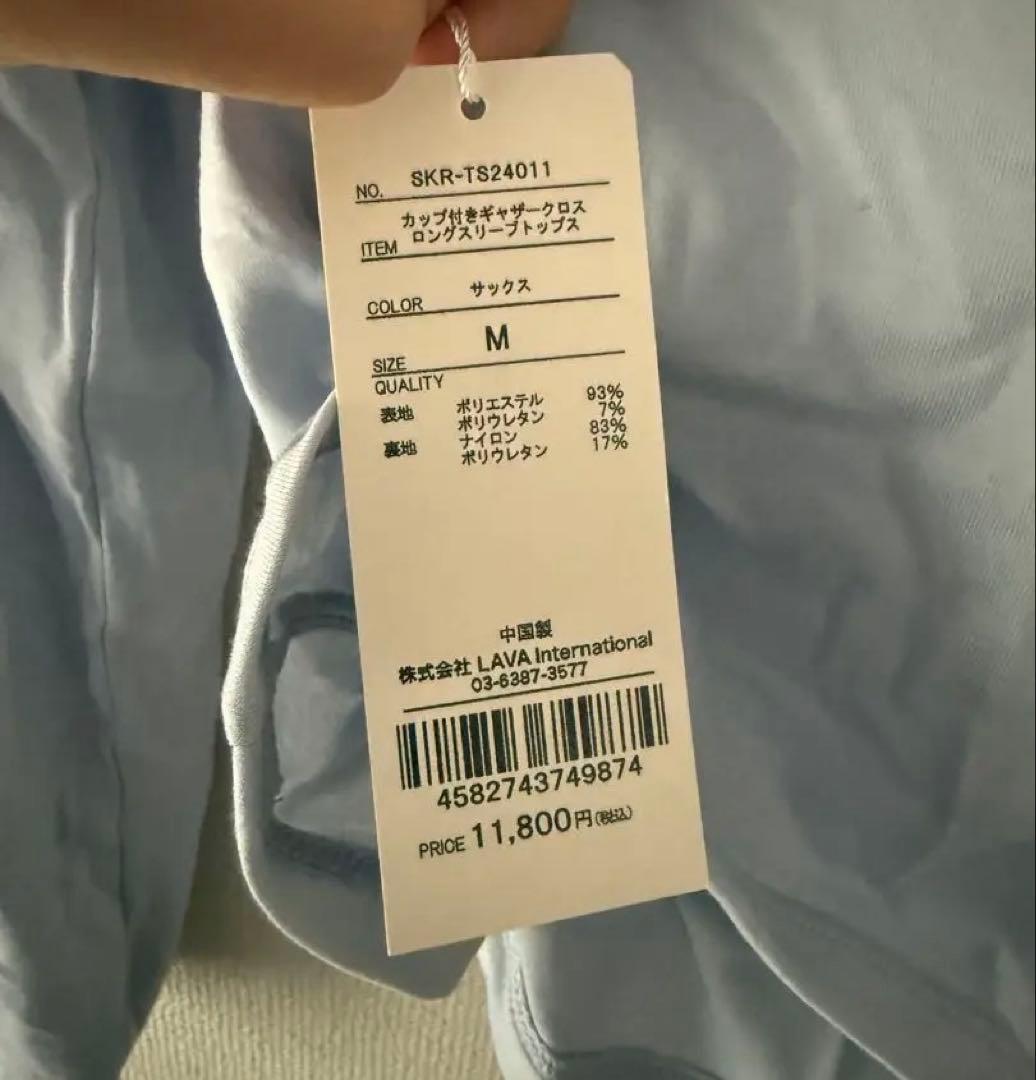 NO. SKR-TS24011
カップ付きギャザークロス
ロングスリーブトップス
ITEM
COLOR サックス
SIZE M
QUALITY
表地 ポリエステル 93%
ポリウレタン 7%
裏地 ナイロン 83%
ポリウレタン 17%
中国製
株式会社 LAVA International
03-6387-3577
4582743749874
PRICE 11,800円(税込)